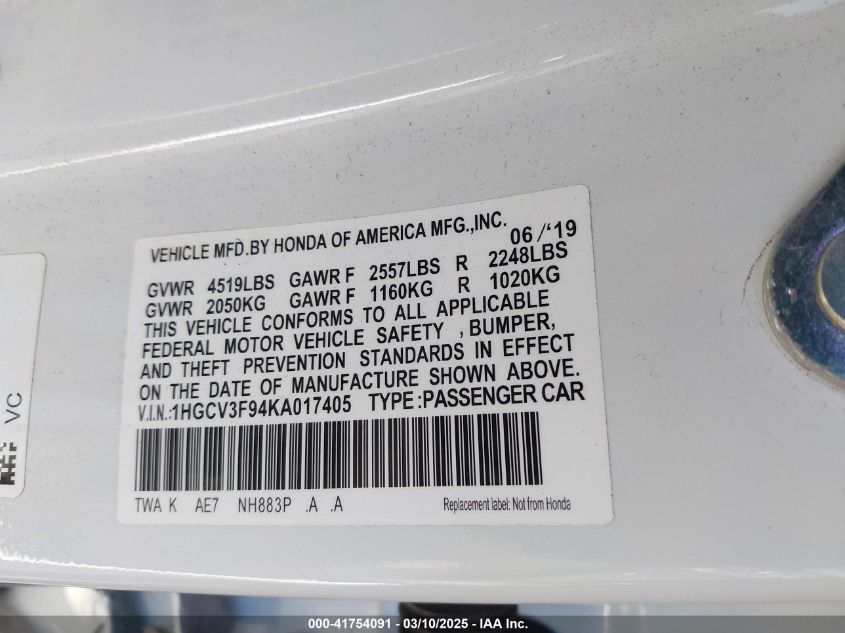 VEHICLE MFD.BY HONDA OF AMERICA MFG.,INC.
06/'19
GVWR 4519LBS GAWR F 2557LBS R 2248LBS
GVWR 2050KG GAWR F 1160KG R 1020KG
THIS VEHICLE CONFORMS TO ALL APPLICABLE
FEDERAL MOTOR VEHICLE SAFETY , BUMPER,
AND THEFT PREVENTION STANDARDS IN EFFECT
ON THE DATE OF MANUFACTURE SHOWN ABOVE.
V.I.N.:1HGCV3F94KA017405 TYPE:PASSENGER CAR
TWA K AE7 NH883P .A .A
Replacement label: Not from Honda
VC
000-41754091 - 03/10/2025 - IAA Inc.